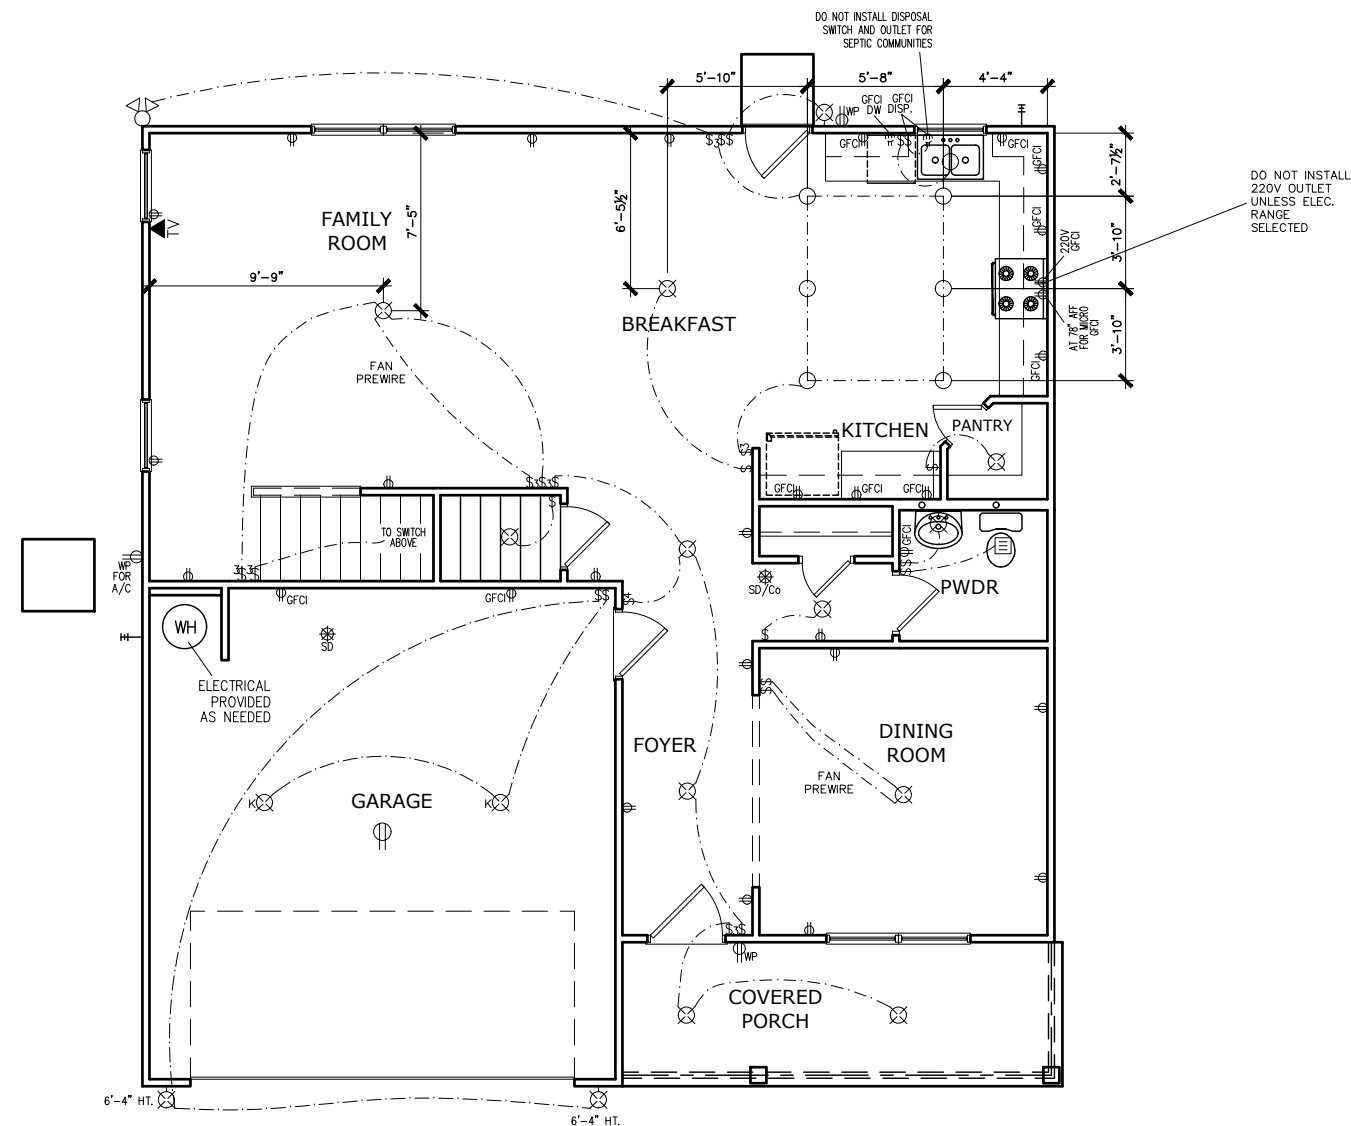 DO NOT INSTALL DISPOSAL
SWITCH AND OUTLET FOR
SEPTIC COMMUNITIES
5'-10"
5'-8"
4'-4"
GFCI
GFCI
WP
DW
DISP.
GFCI
GFCI
GFCI
2'-7½"
DO NOT INSTALL
220V OUTLET
UNLESS ELEC.
RANGE
SELECTED
FAMILY
ROOM
TV
7'-5"
6'-5½"
GFCI
220V
GFCI
3'-10"
9'-9"
BREAKFAST
AT 78" AFF
FOR MICRO
GFCI
3'-10"
FAN
PREWIRE
GFCI
KITCHEN
PANTRY
GFCI
GFCI
GFCI
TO SWITCH
ABOVE
GFCI
WP
FOR
A/C
SD/Co
PWDR
GFCI
GFCI
WH
SD
ELECTRICAL
PROVIDED
AS NEEDED
FOYER
DINING
ROOM
FAN
PREWIRE
K
GARAGE
K
WP
COVERED
PORCH
6'-4" HT.
6'-4" HT.